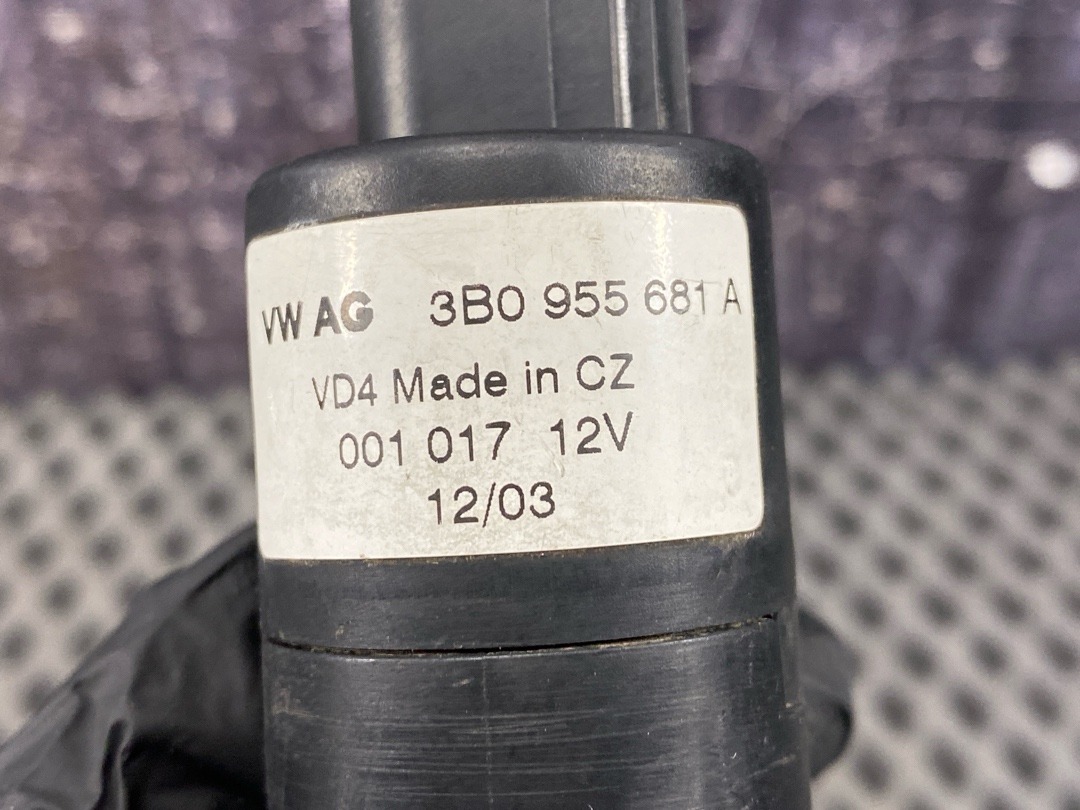 VW AG 3B0 955 681 A
VD4 Made in CZ
001 017 12V
12/03